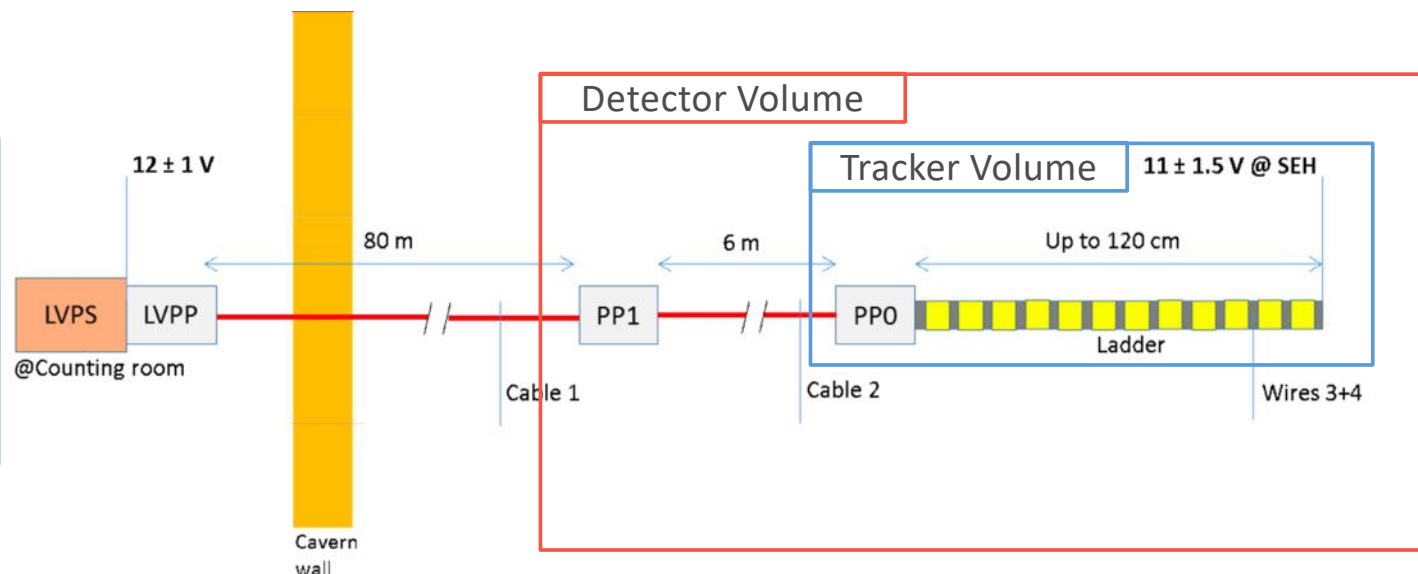 Detector Volume
12 ± 1 V
Tracker Volume
11 ± 1.5 V @ SEH
80 m
6 m
Up to 120 cm
LVPS
LVPP
PP1
PP0
Ladder
@Counting room
Cable 1
Cable 2
Wires 3+4
Cavern
wall